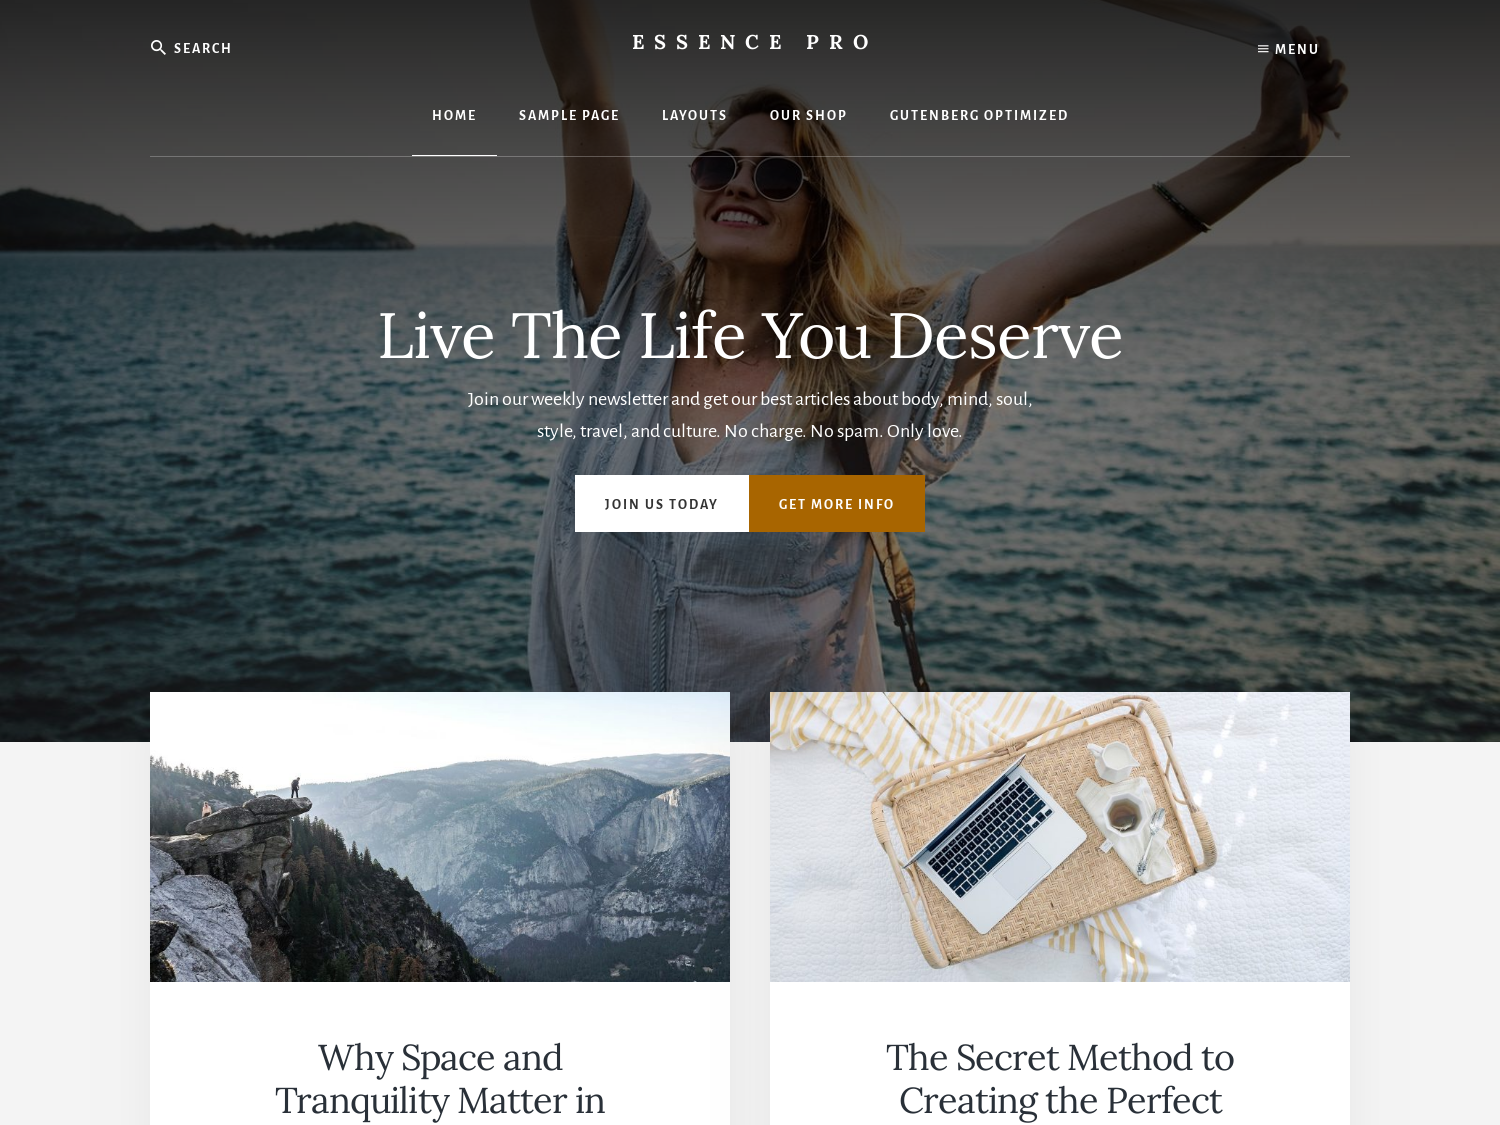 SEARCH
ESSENCE PRO
MENU
HOME SAMPLE PAGE LAYOUTS OUR SHOP GUTENBERG OPTIMIZED
Live The Life You Deserve
Join our weekly newsletter and get our best articles about body, mind, soul,
style, travel, and culture. No charge. No spam. Only love.
JOIN US TODAY GET MORE INFO
Why Space and
Tranquility Matter in
The Secret Method to
Creating the Perfect